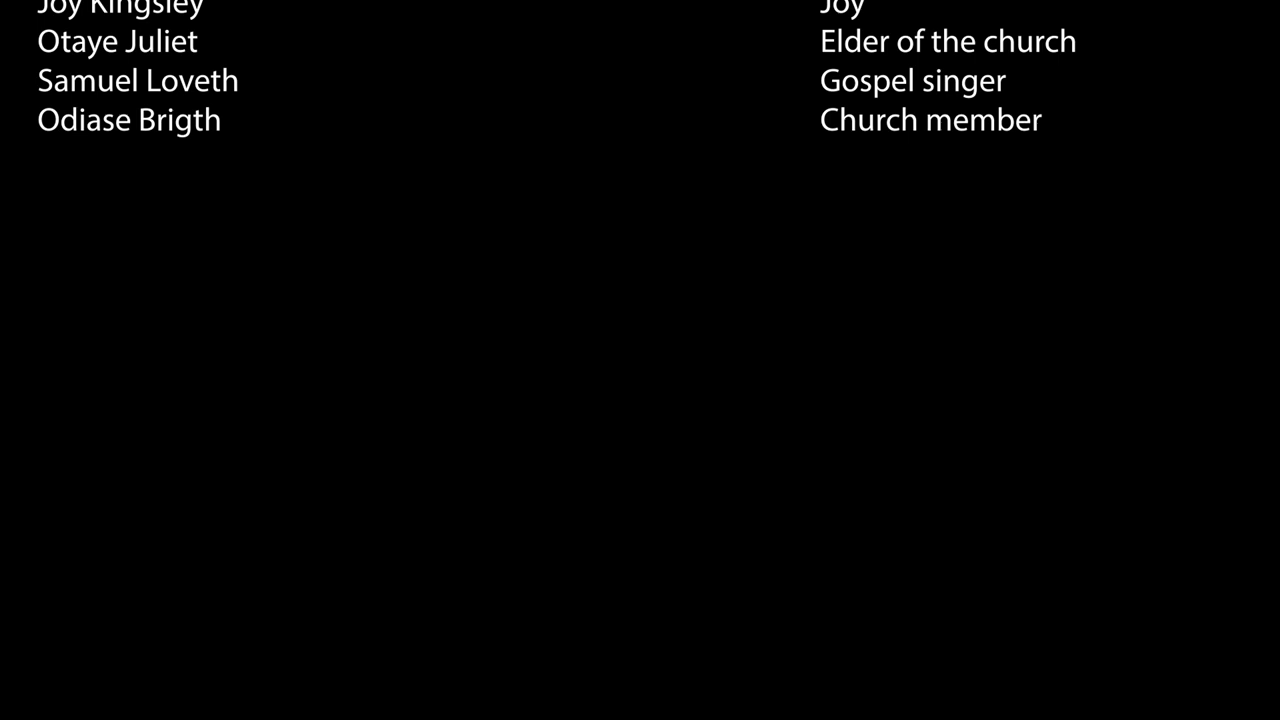 Joy Kingsley Joy
Otaye Juliet Elder of the church
Samuel Loveth Gospel singer
Odiase Brigth Church member